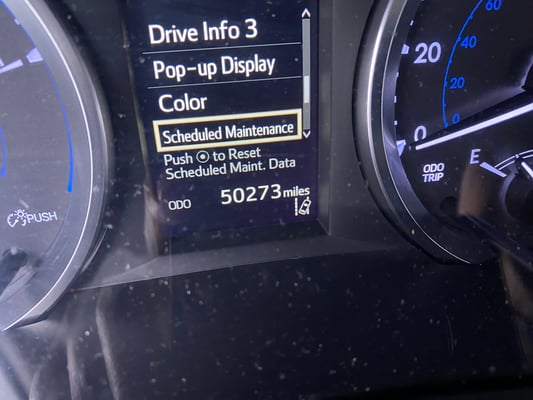 Drive Info 3
Pop-up Display
Color
Scheduled Maintenance
Push to Reset
Scheduled Maint. Data
ODO 50273 miles
PUSH
20
0
ODO
TRIP
E
60
40
20
0